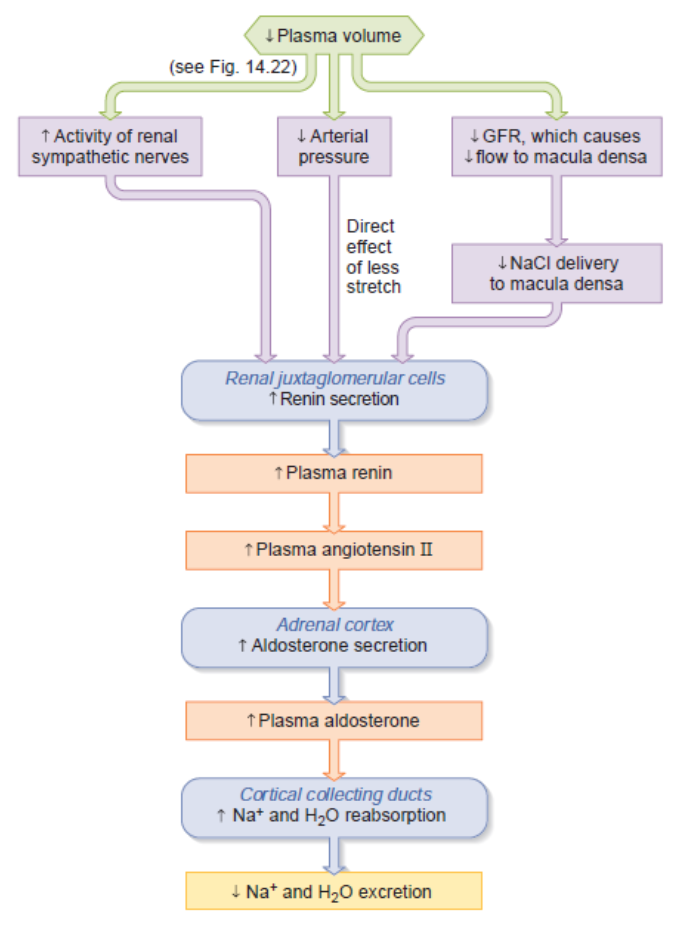 ↓Plasma volume
(see Fig. 14.22)
↑Activity of renal
sympathetic nerves
↓Arterial
pressure
↓GFR, which causes
↓flow to macula densa
Direct
effect
of less
stretch
↓NaCl delivery
to macula densa
Renal juxtaglomerular cells
↑Renin secretion
↑Plasma renin
↑Plasma angiotensin II
Adrenal cortex
↑Aldosterone secretion
↑Plasma aldosterone
Cortical collecting ducts
↑ Na⁺ and H₂O reabsorption
↓ Na⁺ and H₂O excretion